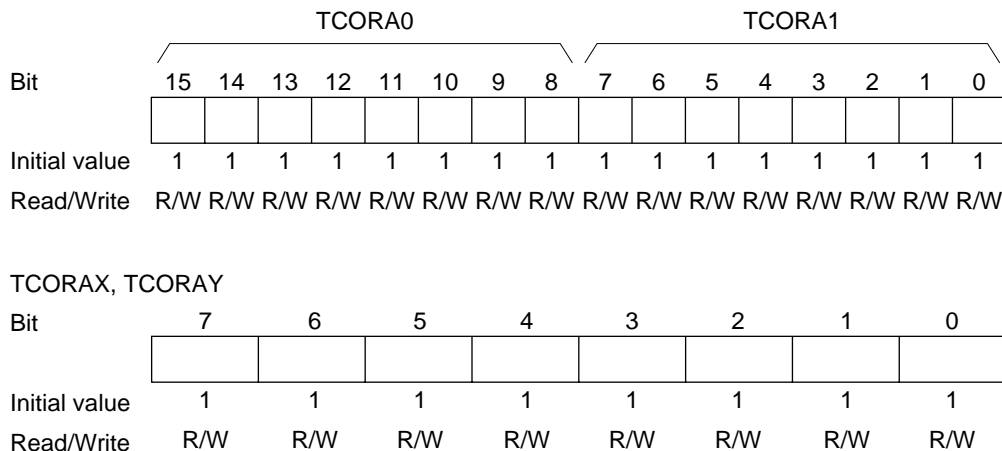 TCORA0 TCORA1
Bit 15 14 13 12 11 10 9 8 7 6 5 4 3 2 1 0
Initial value 1 1 1 1 1 1 1 1 1 1 1 1 1 1 1 1
Read/Write R/W R/W R/W R/W R/W R/W R/W R/W R/W R/W R/W R/W R/W R/W R/W R/W
TCORAX, TCORAY
Bit 7 6 5 4 3 2 1 0
Initial value 1 1 1 1 1 1 1 1
Read/Write R/W R/W R/W R/W R/W R/W R/W R/W